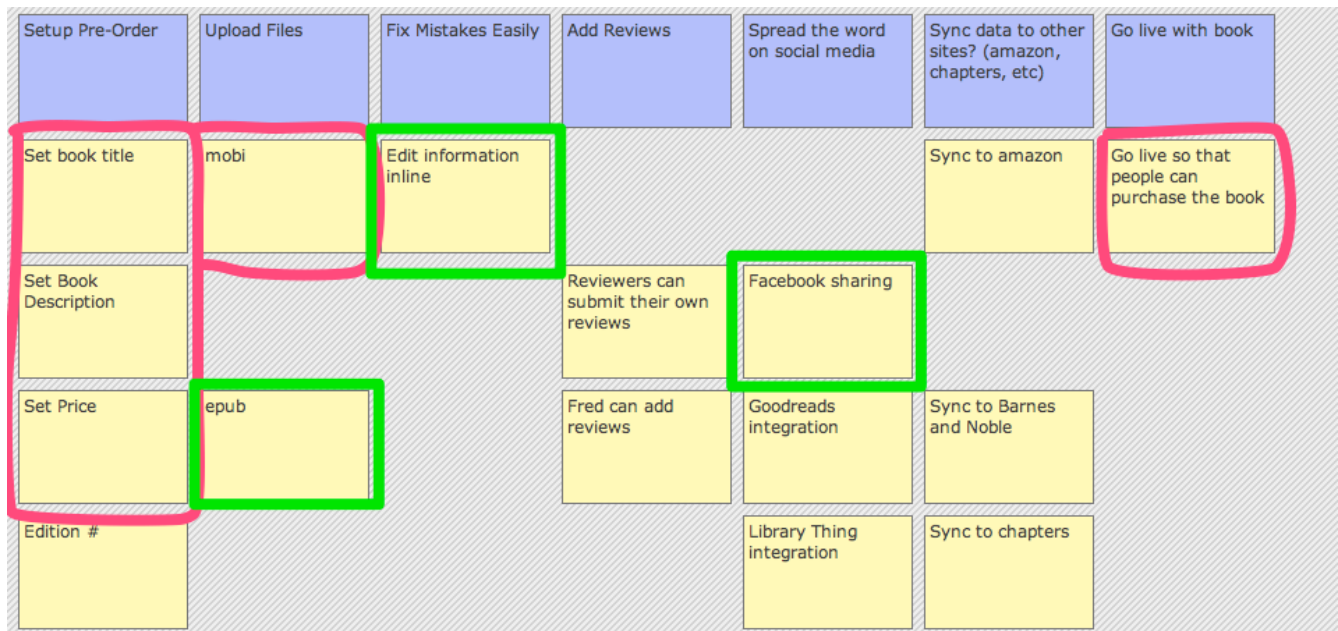 Setup Pre-Order
Upload Files
Fix Mistakes Easily
Add Reviews
Spread the word
on social media
Sync data to other
sites? (amazon,
chapters, etc)
Go live with book
Set book title
mobi
Edit information
inline
Sync to amazon
Go live so that
people can
purchase the book
Set Book
Description
Reviewers can
submit their own
reviews
Facebook sharing
Set Price
epub
Fred can add
reviews
Goodreads
integration
Sync to Barnes
and Noble
Edition #
Library Thing
integration
Sync to chapters